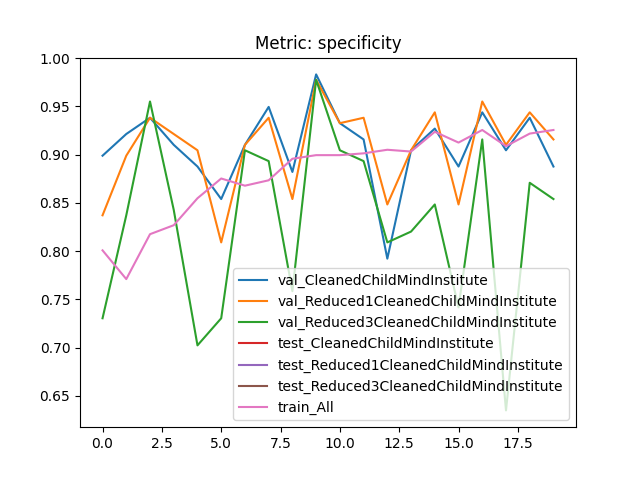 Metric: specificity
1.00
0.95
0.90
0.85
0.80
0.75
0.70
0.65
val_CleanedChildMindInstitute
val_Reduced1CleanedChildMindInstitute
val_Reduced3CleanedChildMindInstitute
test_CleanedChildMindInstitute
test_Reduced1CleanedChildMindInstitute
test_Reduced3CleanedChildMindInstitute
train_All
0.0 2.5 5.0 7.5 10.0 12.5 15.0 17.5